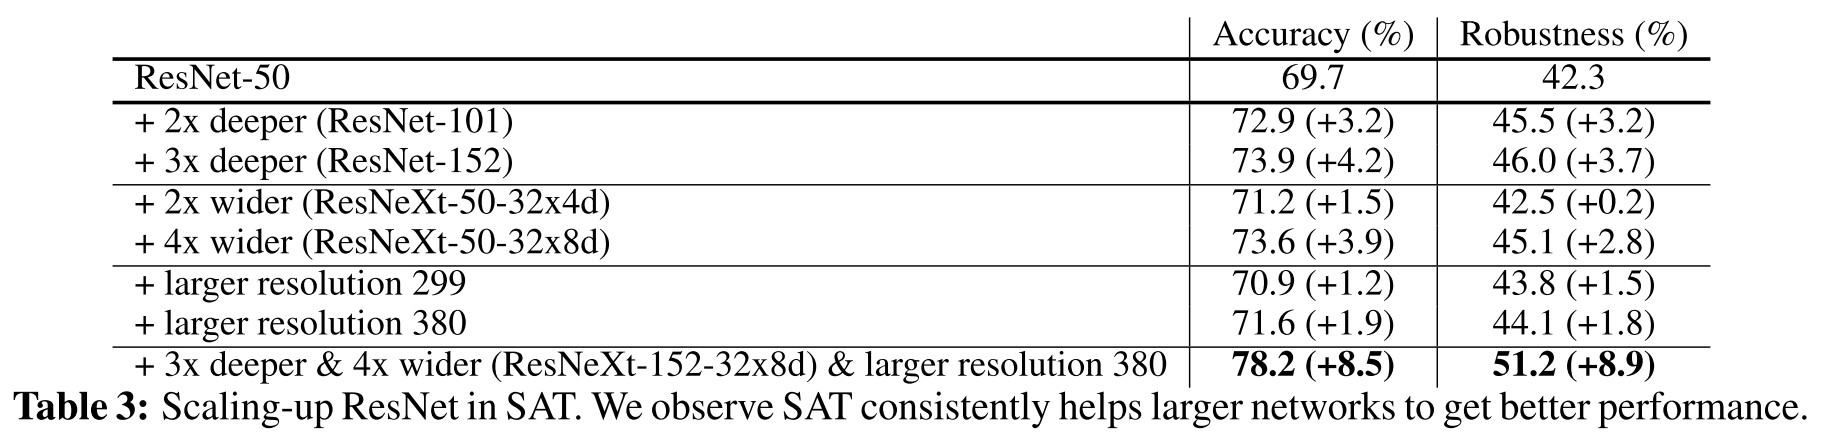 Accuracy (%) Robustness (%)
ResNet-50 69.7 42.3
+ 2x deeper (ResNet-101) 72.9 (+3.2) 45.5 (+3.2)
+ 3x deeper (ResNet-152) 73.9 (+4.2) 46.0 (+3.7)
+ 2x wider (ResNeXt-50-32x4d) 71.2 (+1.5) 42.5 (+0.2)
+ 4x wider (ResNeXt-50-32x8d) 73.6 (+3.9) 45.1 (+2.8)
+ larger resolution 299 70.9 (+1.2) 43.8 (+1.5)
+ larger resolution 380 71.6 (+1.9) 44.1 (+1.8)
+ 3x deeper & 4x wider (ResNeXt-152-32x8d) & larger resolution 380 78.2 (+8.5) 51.2 (+8.9)
Table 3: Scaling-up ResNet in SAT. We observe SAT consistently helps larger networks to get better performance.